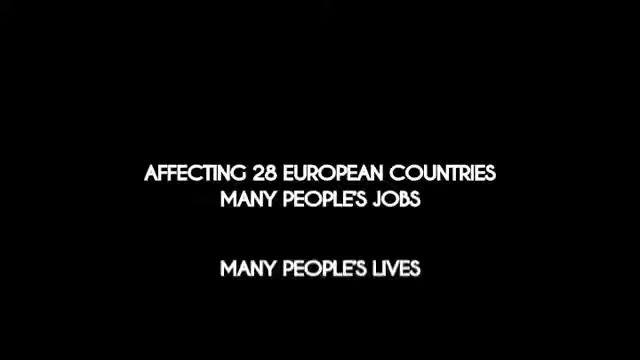 AFFECTING 28 EUROPEAN COUNTRIES
MANY PEOPLE'S JOBS
MANY PEOPLE'S LIVES